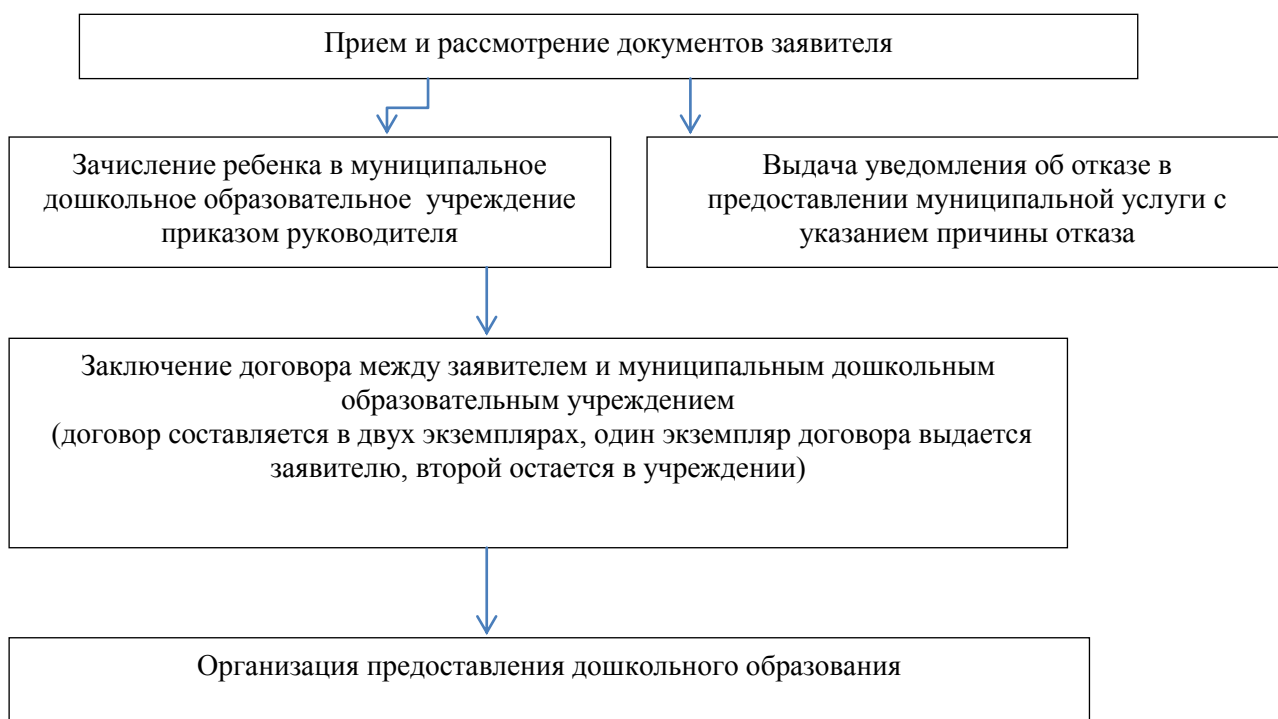 Прием и рассмотрение документов заявителя
Зачисление ребенка в муниципальное
дошкольное образовательное  учреждение
приказом руководителя
Выдача уведомления об отказе в
предоставлении муниципальной услуги с
указанием причины отказа
Заключение договора между заявителем и муниципальным дошкольным
образовательным учреждением
(договор составляется в двух экземплярах, один экземпляр договора выдается
заявителю, второй остается в учреждении)
Организация предоставления дошкольного образования